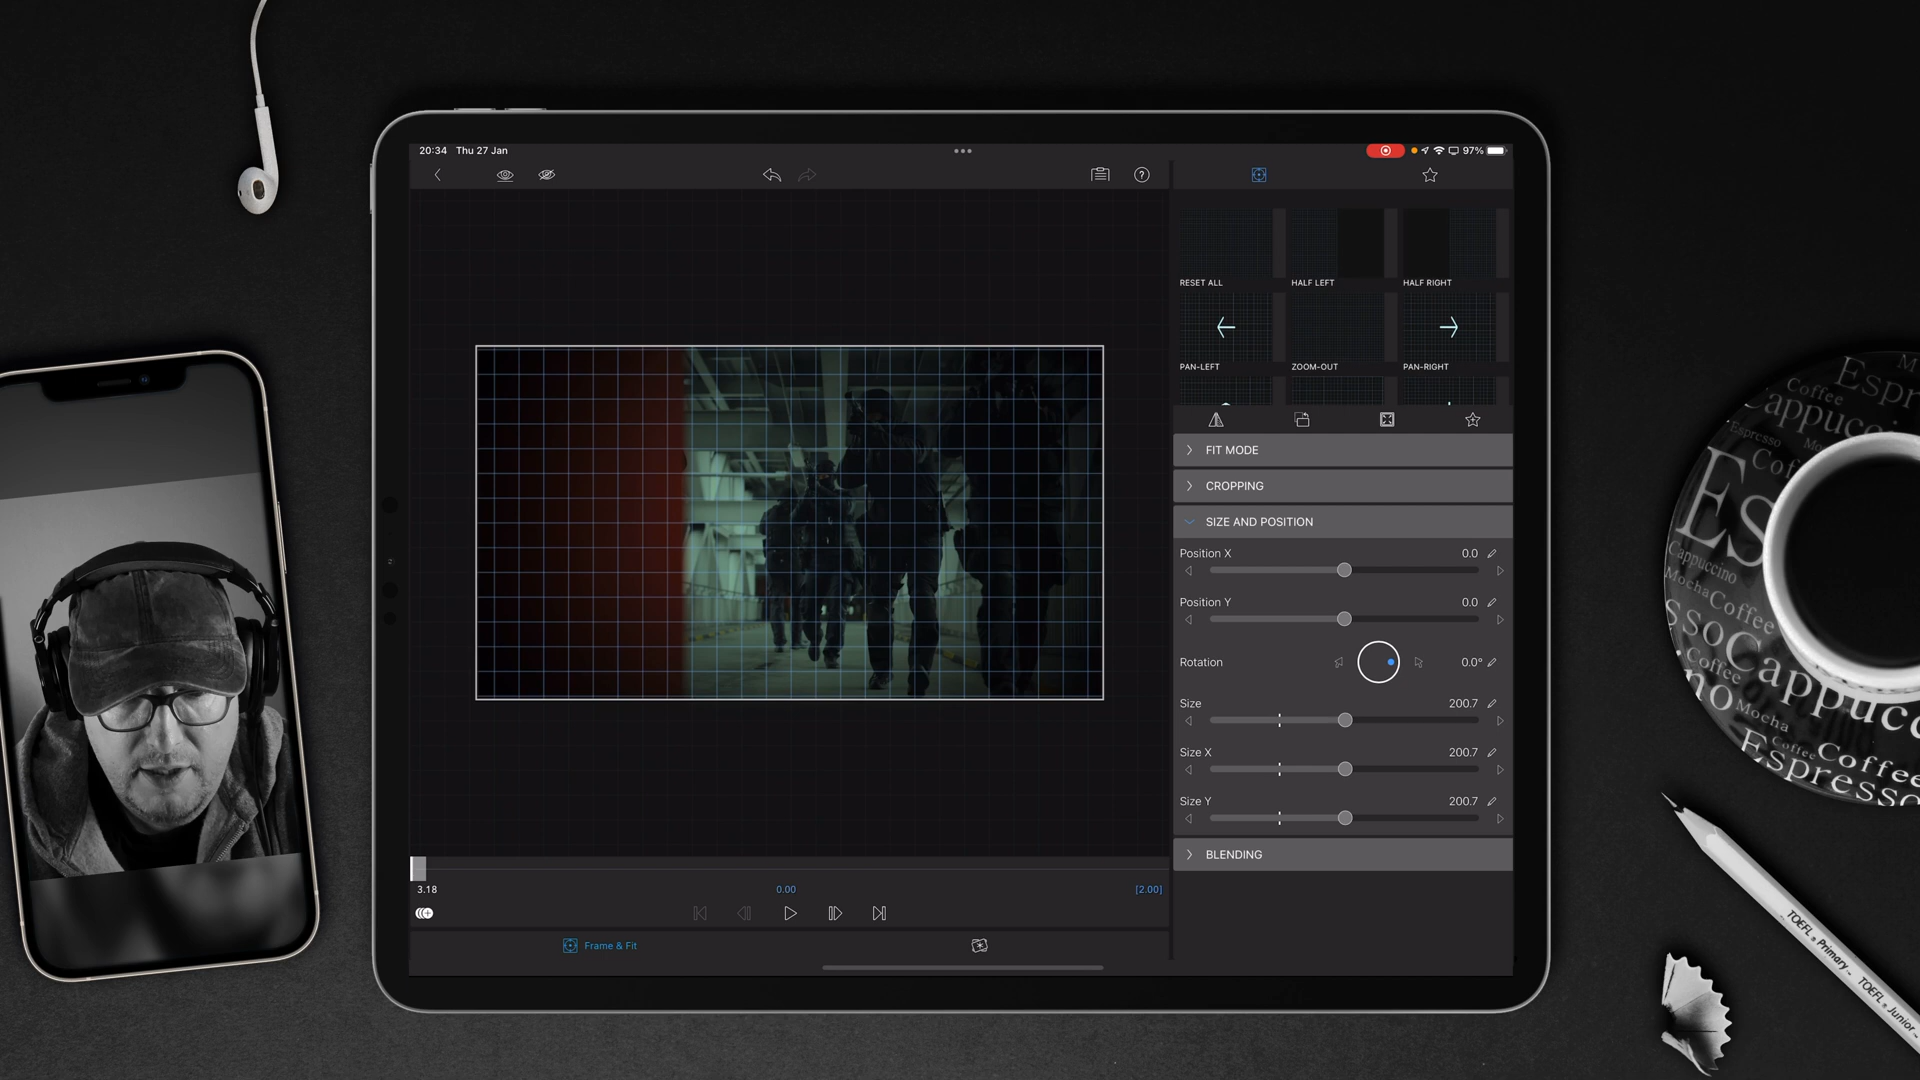 20:34 Thu 27 Jan
97%
RESET ALL
HALF LEFT
HALF RIGHT
PAN-LEFT
ZOOM-OUT
PAN-RIGHT
FIT MODE
CROPPING
SIZE AND POSITION
Position X 0.0
Position Y 0.0
Rotation 0.0°
Size 200.7
Size X 200.7
Size Y 200.7
BLENDING
3.18
0.00
[2.00]
Frame & Fit
Coffee
Espresso
Mocha
Cappuccino
Coffee
Espresso
TOEFL® Primary™
TOEFL® Junior™